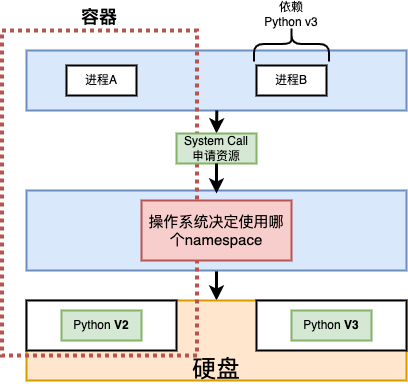 容器
依赖
Python v3
进程A
进程B
System Call
申请资源
操作系统决定使用哪
个namespace
Python V2
Python V3
硬盘